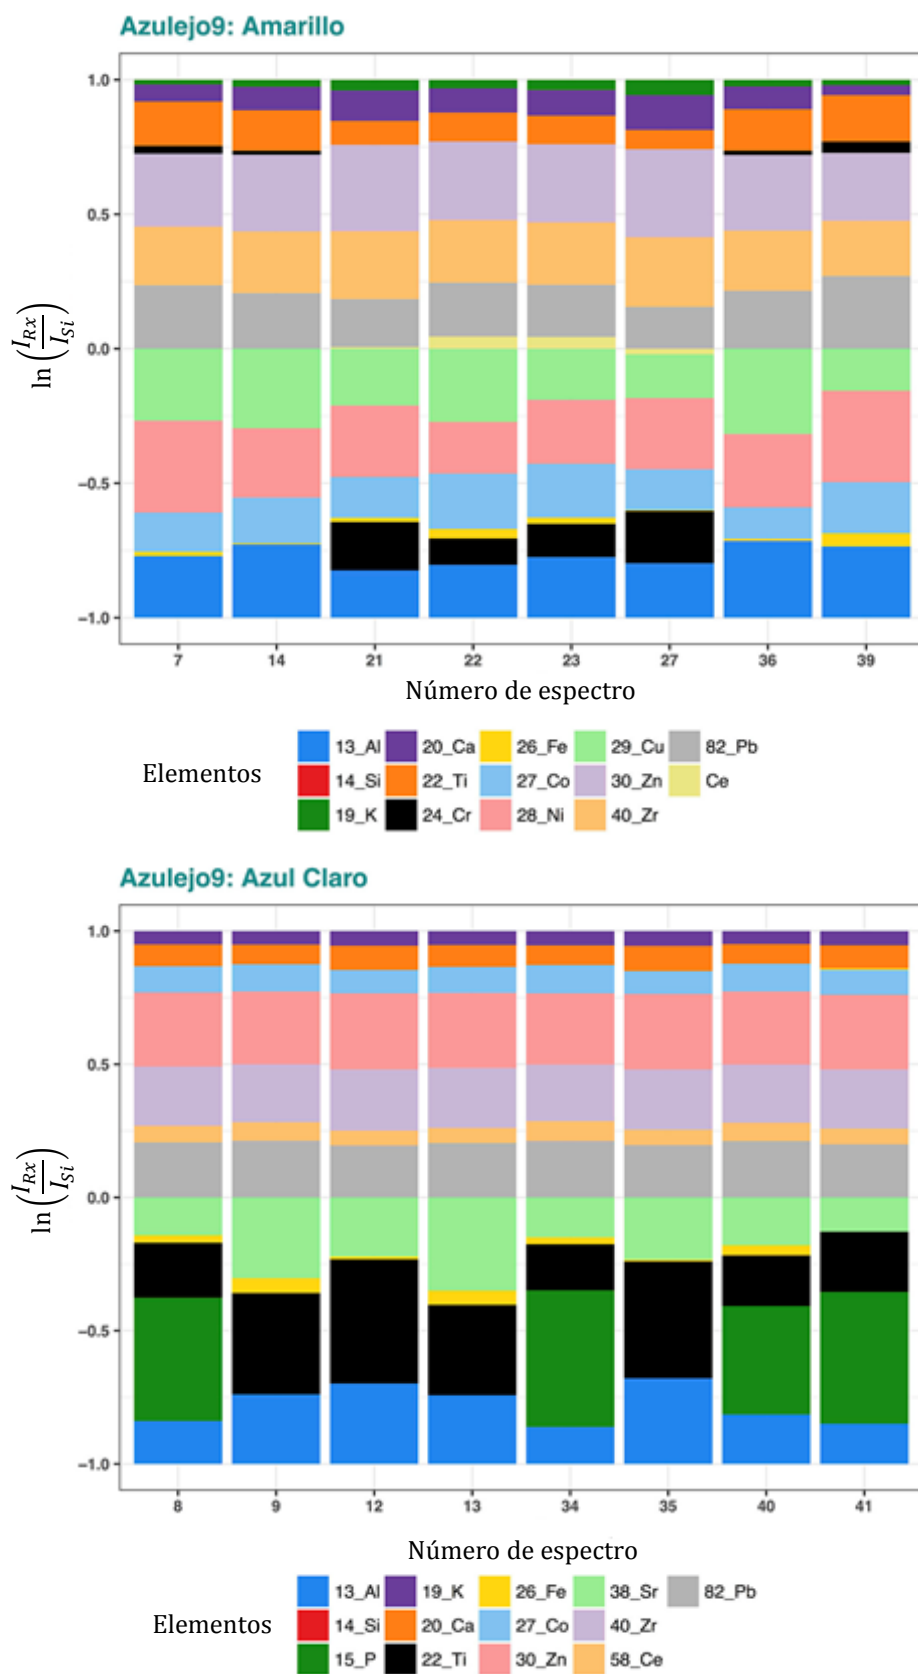 Azulejo9: Amarillo
1.0
0.5
0.0
−0.5
−1.0
ln (I_Rx / I_Si)
7 14 21 22 23 27 36 39
Número de espectro
Elementos
13_Al 20_Ca 26_Fe 29_Cu 82_Pb
14_Si 22_Ti 27_Co 30_Zn Ce
19_K 24_Cr 28_Ni 40_Zr
Azulejo9: Azul Claro
1.0
0.5
0.0
−0.5
−1.0
ln (I_Rx / I_Si)
8 9 12 13 34 35 40 41
Número de espectro
Elementos
13_Al 19_K 26_Fe 38_Sr 82_Pb
14_Si 20_Ca 27_Co 40_Zr
15_P 22_Ti 30_Zn 58_Ce